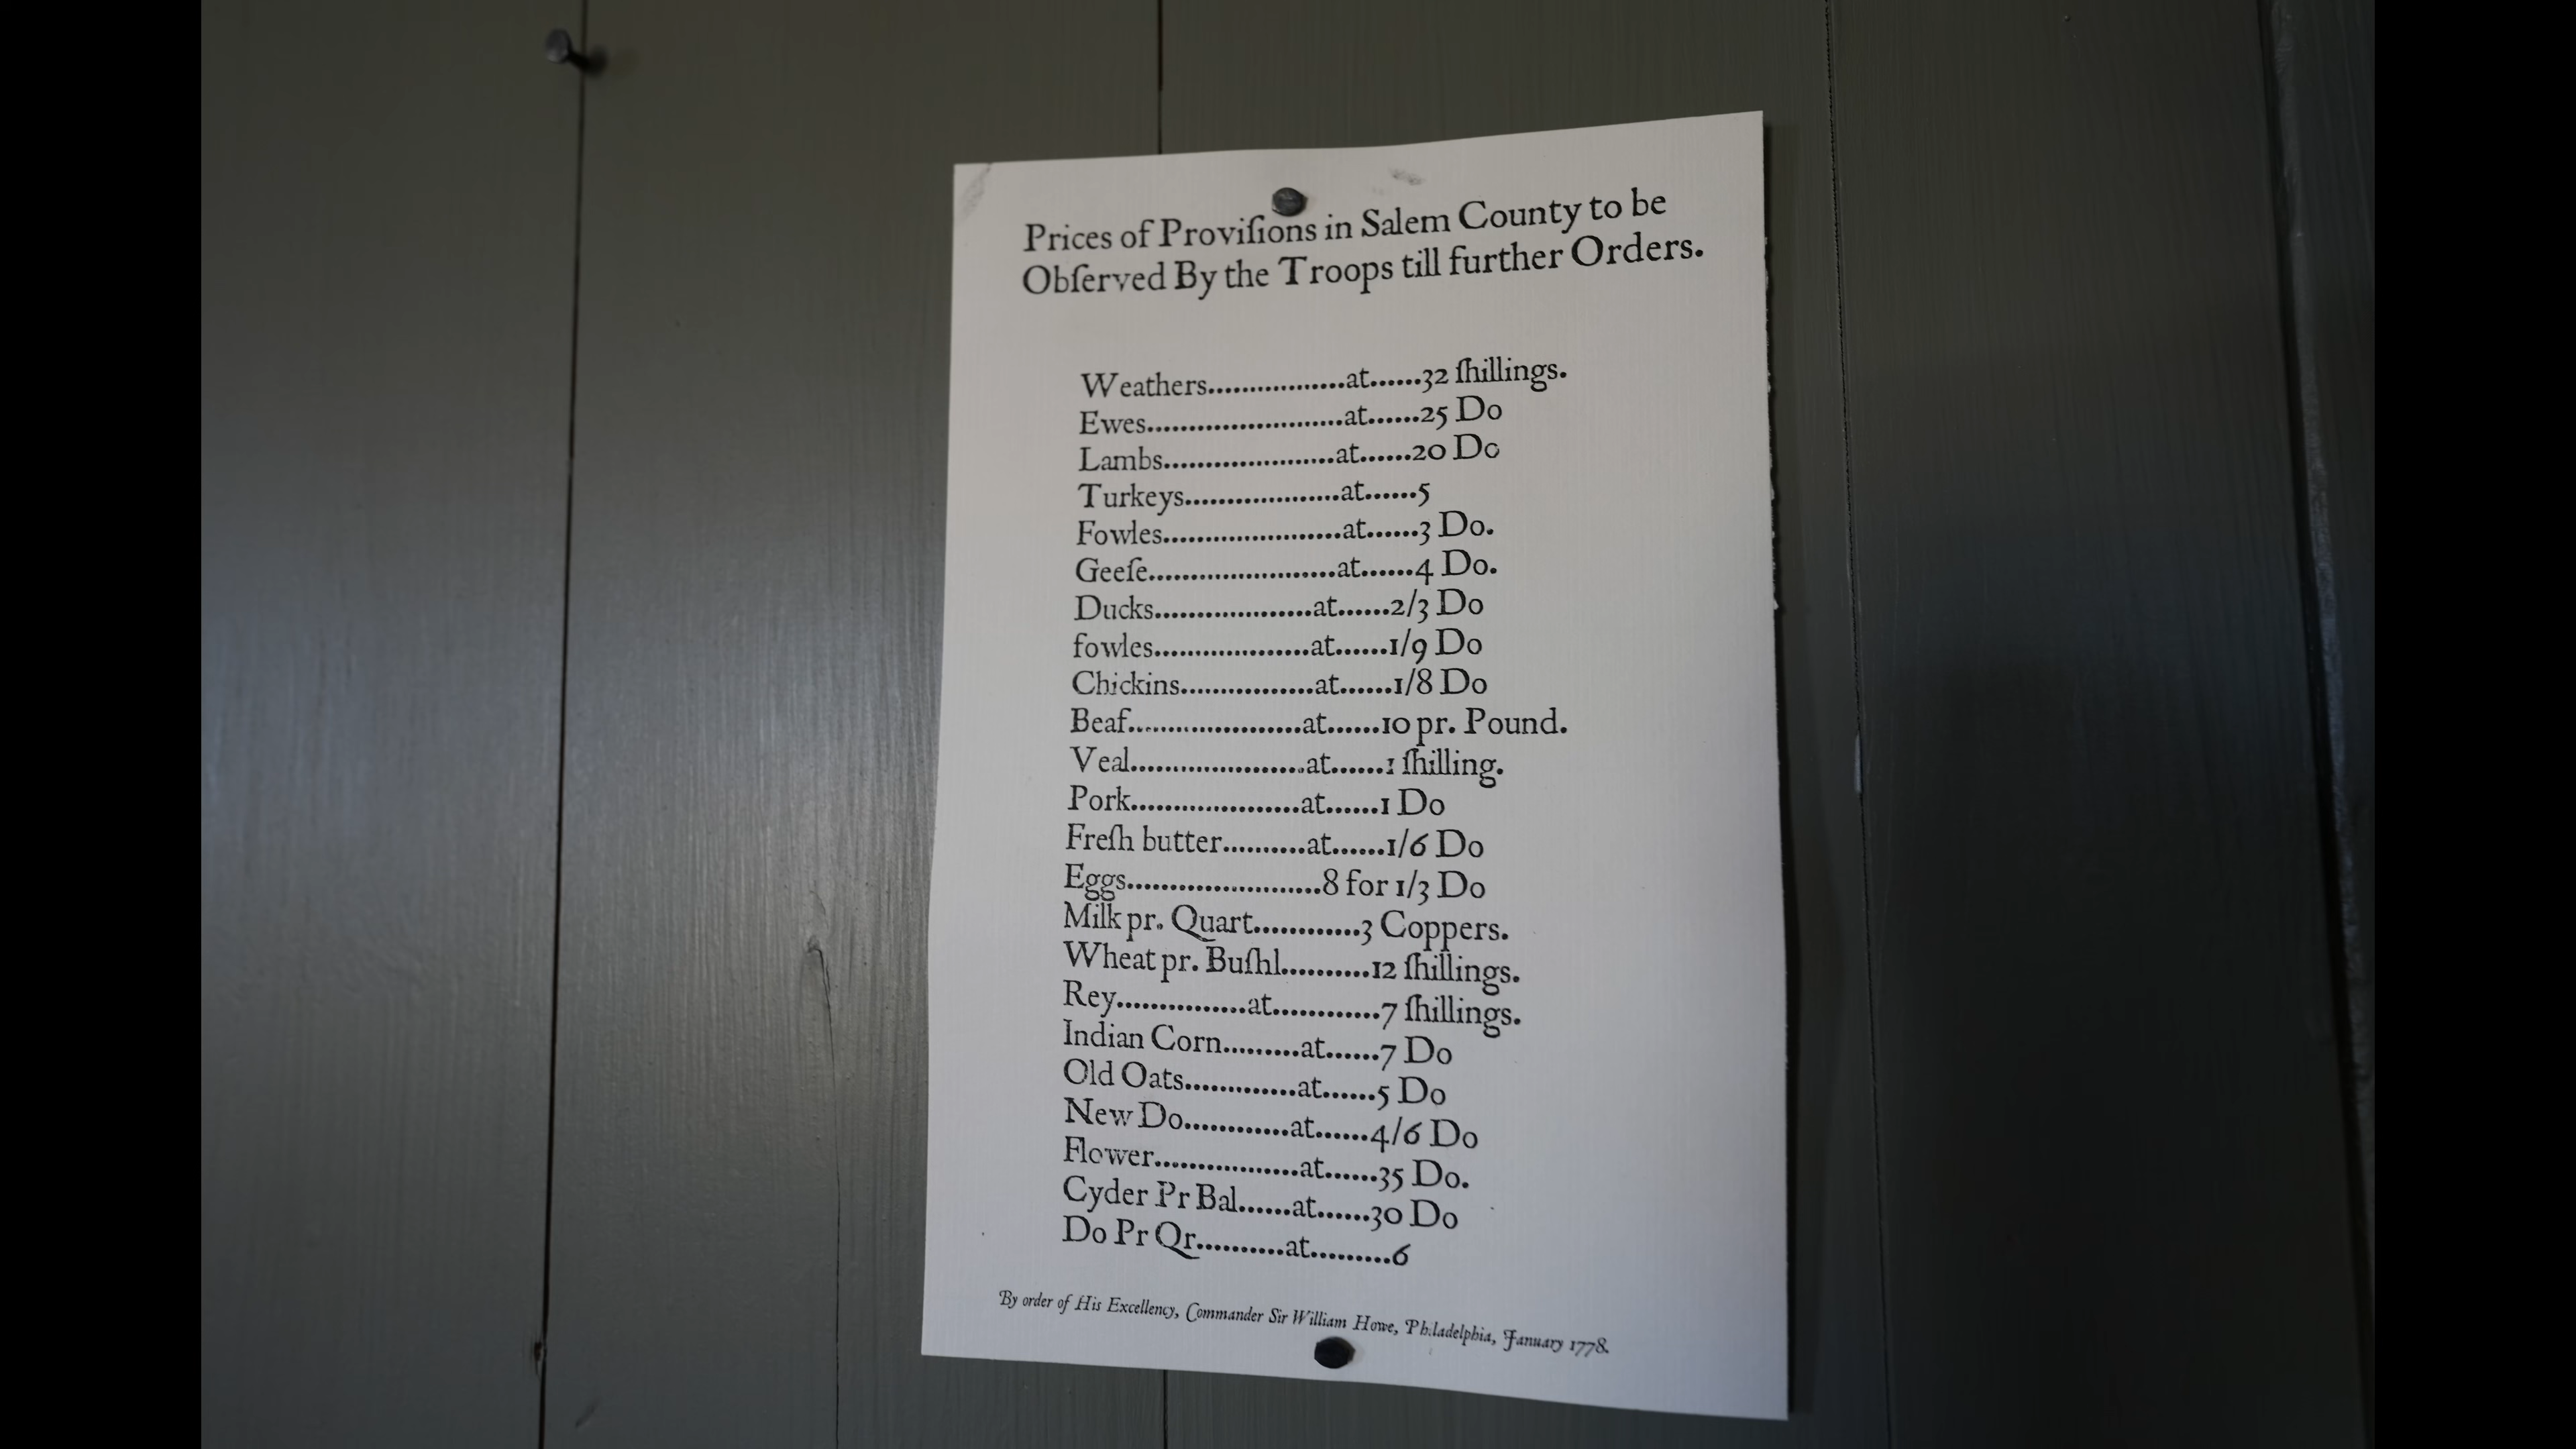 Prices of Proviſions in Salem County to be
Obſerved By the Troops till further Orders.
Weathers.................at......32 ſhillings.
Ewes.........................at......25 Do
Lambs......................at......20 Do
Turkeys....................at......5
Fowles.......................at......3 Do.
Geeſe........................at......4 Do.
Ducks....................at......2/3 Do
fowles....................at......1/9 Do
Chickins.................at......1/8 Do
Beaf......................at......10 pr. Pound.
Veal......................at......1 ſhilling.
Pork......................at......1 Do
Freſh butter..........at......1/6 Do
Eggs.........................8 for 1/3 Do
Milk pr. Quart............3 Coppers.
Wheat pr. Buſhl...........12 ſhillings.
Rey................at............7 ſhillings.
Indian Corn.........at......7 Do
Old Oats.............at......5 Do
New Do............at......4/6 Do
Flower.................at......35 Do.
Cyder Pr Bal......at......30 Do
Do Pr Qr..........at.........6
By order of His Excellency, Commander Sir William Howe, Philadelphia, January 1778.